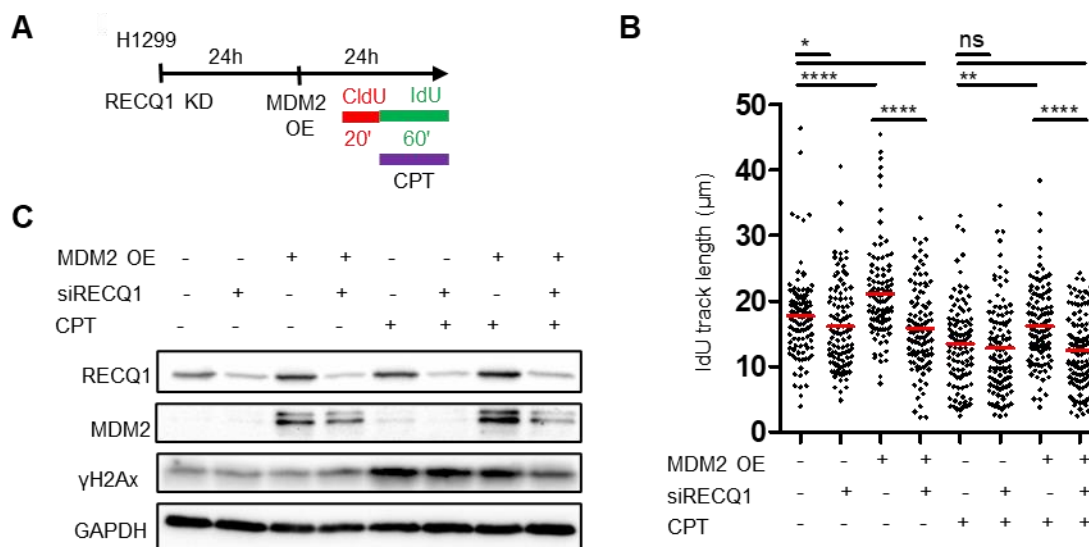 A
H1299
24h
24h
RECQ1 KD
MDM2
OE
CldU
IdU
20'
60'
CPT
B
*
ns
****
**
****
****
IdU track length (μm)
50
40
30
20
10
0
MDM2 OE - - + + - - + +
siRECQ1 - + - + - + - +
CPT - - - - + + + +
C
MDM2 OE - - + + - - + +
siRECQ1 - + - + - + - +
CPT - - - - + + + +
RECQ1
MDM2
γH2Ax
GAPDH